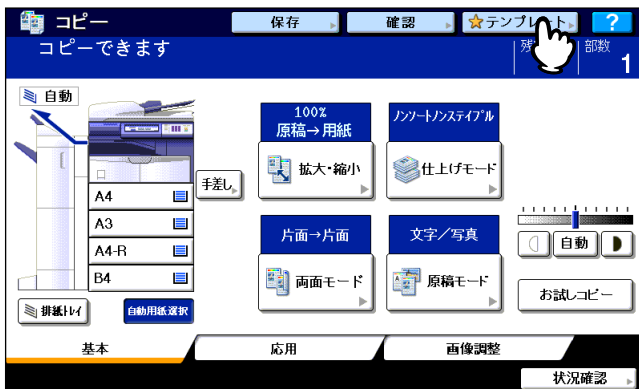 コピー
保存
確認
テンプレート
?
コピーできます
残
部数
1
自動
100%
原稿→用紙
ノンソートノンステイプル
拡大・縮小
仕上げモード
手差し
A4
A3
A4-R
B4
片面→片面
文字/写真
両面モード
原稿モード
自動
お試しコピー
排紙トレイ
自動用紙選択
基本
応用
画像調整
状況確認